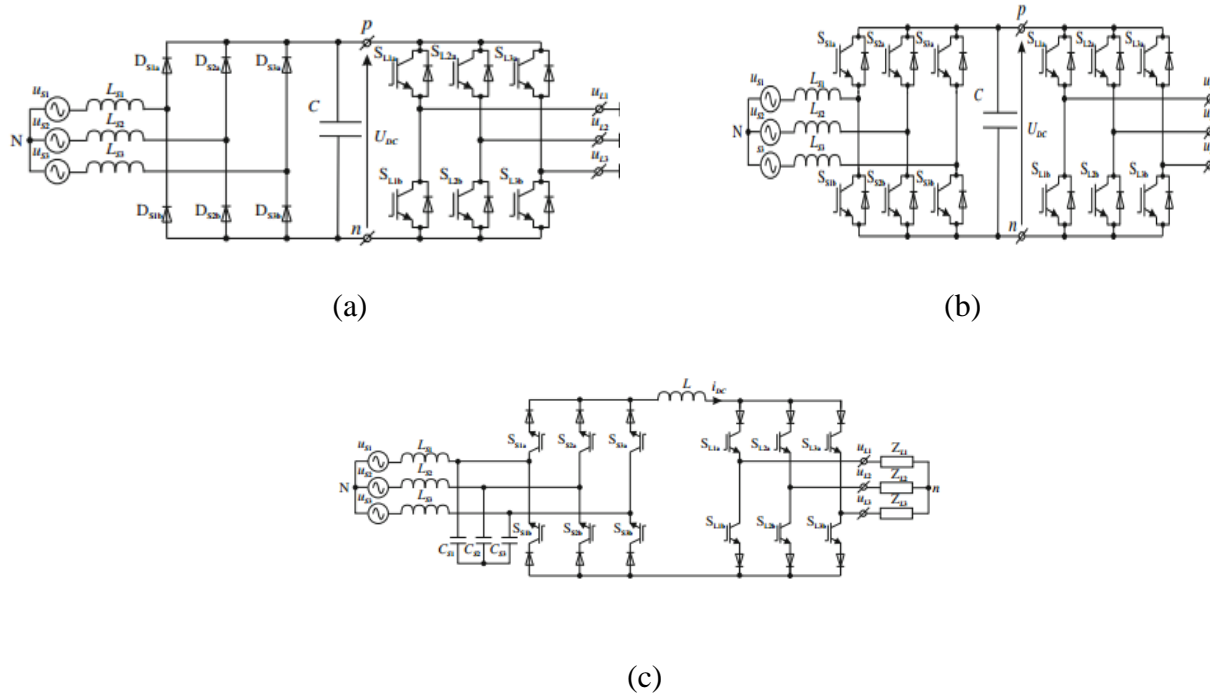 p
D_S1a D_S2a D_S3a
S_L1a S_L2a S_L3a
u_S1 L_S1
u_S2 L_S2
N u_S3 L_S3
C U_DC
u_L1
u_L2
u_L3
D_S1b D_S2b D_S3b
S_L1b S_L2b S_L3b
n
(a)
p
S_S1a S_S2a S_S3a
S_L1a S_L2a S_L3a
u_S1 L_S1
u_S2 L_S2
N S3 L_S3
C U_DC
u
u
u
S_S1b S_S2b S_S3b
S_L1b S_L2b S_L3b
n
(b)
L i_DC
S_S1a S_S2a S_S3a
S_L1a S_L2a S_L3a
u_S1 L_S1
u_S2 L_S2
N u_S3 L_S3
u_L1 Z_L1
u_L2 Z_L2 n
u_L3 Z_L3
S_S1b S_S2b S_S3b
S_L1b S_L2b S_L3b
C_S1 C_S2 C_S3
(c)